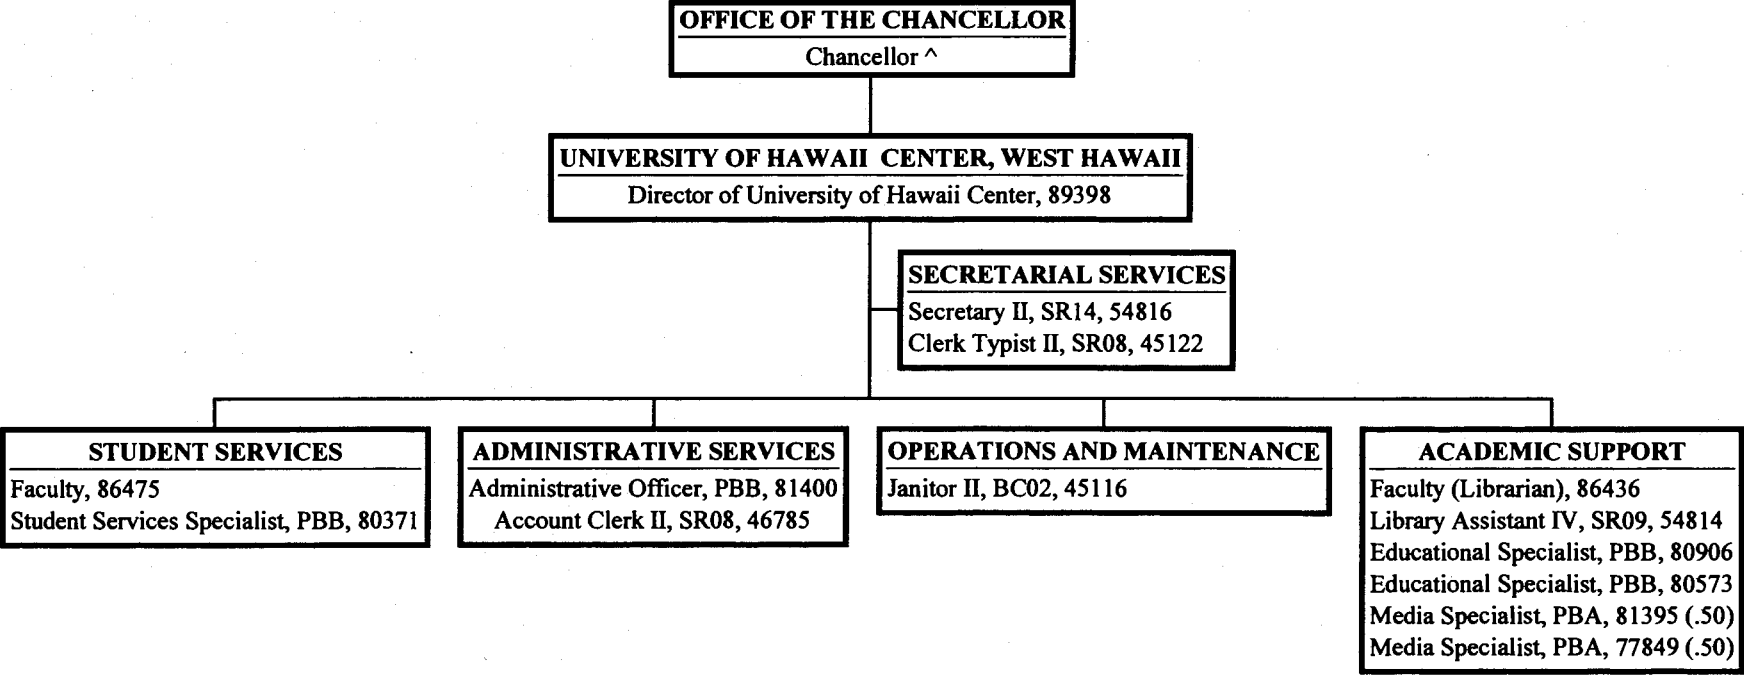 OFFICE OF THE CHANCELLOR
Chancellor ^
UNIVERSITY OF HAWAII CENTER, WEST HAWAII
Director of University of Hawaii Center, 89398
SECRETARIAL SERVICES
Secretary II, SR14, 54816
Clerk Typist II, SR08, 45122
STUDENT SERVICES
Faculty, 86475
Student Services Specialist, PBB, 80371
ADMINISTRATIVE SERVICES
Administrative Officer, PBB, 81400
Account Clerk II, SR08, 46785
OPERATIONS AND MAINTENANCE
Janitor II, BC02, 45116
ACADEMIC SUPPORT
Faculty (Librarian), 86436
Library Assistant IV, SR09, 54814
Educational Specialist, PBB, 80906
Educational Specialist, PBB, 80573
Media Specialist, PBA, 81395 (.50)
Media Specialist, PBA, 77849 (.50)